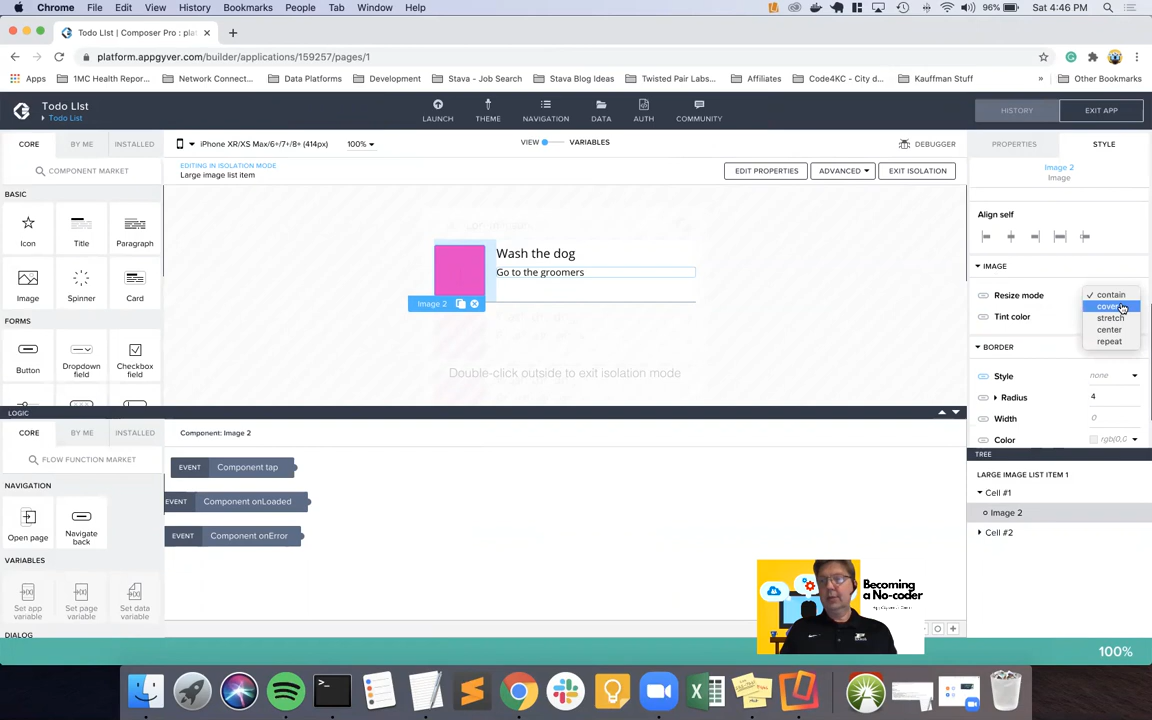 Chrome File Edit View History Bookmarks People Tab Window Help 96% Sat 4:46 PM
Todo LIst | Composer Pro : pla
platform.appgyver.com/builder/applications/159257/pages/1
Apps 1MC Health Repor... Network Connect... Data Platforms Development Stava - Job Search Stava Blog Ideas Twisted Pair Labs... Affiliates Code4KC - City d... Kauffman Stuff » Other Bookmarks
Todo LIst
Todo List
LAUNCH THEME NAVIGATION DATA AUTH COMMUNITY
HISTORY EXIT APP
CORE BY ME INSTALLED
iPhone XR/XS Max/6+/7+/8+ (414px) 100%
VIEW VARIABLES
DEBUGGER
PROPERTIES STYLE
COMPONENT MARKET
EDITING IN ISOLATION MODE
Large image list item
EDIT PROPERTIES ADVANCED EXIT ISOLATION
Image 2
Image
BASIC
Icon Title Paragraph
Image Spinner Card
FORMS
Button Dropdown field Checkbox field
Wash the dog
Go to the groomers
Image 2
Double-click outside to exit isolation mode
Align self
IMAGE
Resize mode
✓ contain
cover
stretch
center
repeat
Tint color
BORDER
Style none
Radius 4
Width 0
Color rgb(0,0
LOGIC
CORE BY ME INSTALLED
Component: Image 2
FLOW FUNCTION MARKET
NAVIGATION
Open page Navigate back
VARIABLES
Set app variable Set page variable Set data variable
DIALOG
EVENT Component tap
EVENT Component onLoaded
EVENT Component onError
TREE
LARGE IMAGE LIST ITEM 1
Cell #1
Image 2
Cell #2
Becoming
a No-coder
100%